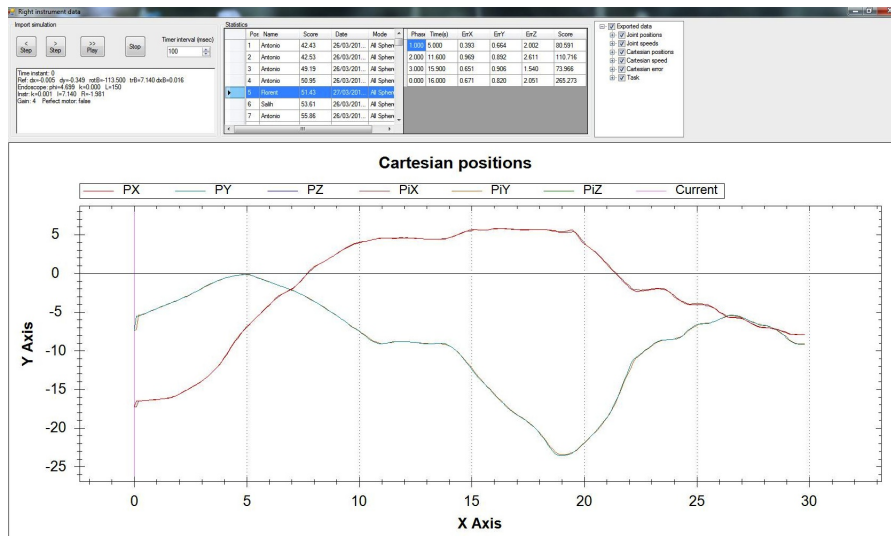 Right instrument data
Import simulation
< Step
> Step
>> Play
Stop
Timer interval (msec)
100
Time instant: 0
Ref: dx=-0.005 dy=-0.349 rotB=-113.500 trB=7.140 dxB=0.016
Endoscope: phi=4.699 k=0.000 L=150
Instr: k=0.001 l=7.140 R=-1.981
Gain: 4 Perfect motor: false
Statistics
Pos Name Score Date Mode
1 Antonio 42.43 26/03/201... All Spheres
2 Antonio 42.53 26/03/201... All Spheres
3 Antonio 49.19 26/03/201... All Spheres
4 Antonio 50.95 26/03/201... All Spheres
5 Florent 51.43 27/03/201... All Spheres
6 Salih 53.61 26/03/201... All Spheres
7 Antonio 55.86 26/03/201... All Spheres
Phase Time(s) ErrX ErrY ErrZ Score
1.000 5.000 0.393 0.664 2.002 80.591
2.000 11.600 0.969 0.892 2.611 110.716
3.000 15.900 0.651 0.906 1.540 73.966
0.000 16.000 0.671 0.820 2.051 265.273
Exported data
Joint positions
Joint speeds
Cartesian positions
Cartesian speed
Cartesian error
Task
Cartesian positions
PX PY PZ PiX PiY PiZ Current
Y Axis
5
0
-5
-10
-15
-20
-25
0 5 10 15 20 25 30
X Axis